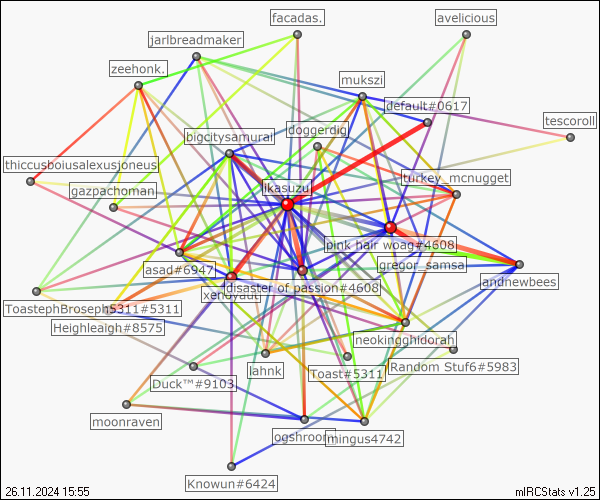 facadas.
avelicious
jarlbreadmaker
zeehonk.
mukszi
default#0617
tescoroll
bigcitysamurai
doggerdig
thiccusboiusalexusjoneus
turkey_mcnugget
gazpachoman
ikasuzu
pink hair woag#4608
asad#6947
gregor_samsa
andnewbees
xenoyaut
disaster of passion#4608
ToastephBroseph5311#5311
Heighleaigh#8575
neokingghidorah
lahnk
Toast#5311
Random Stuf6#5983
Duck™#9103
moonraven
ogshroom
mingus4742
Knowun#6424
26.11.2024 15:55
mIRCStats v1.25